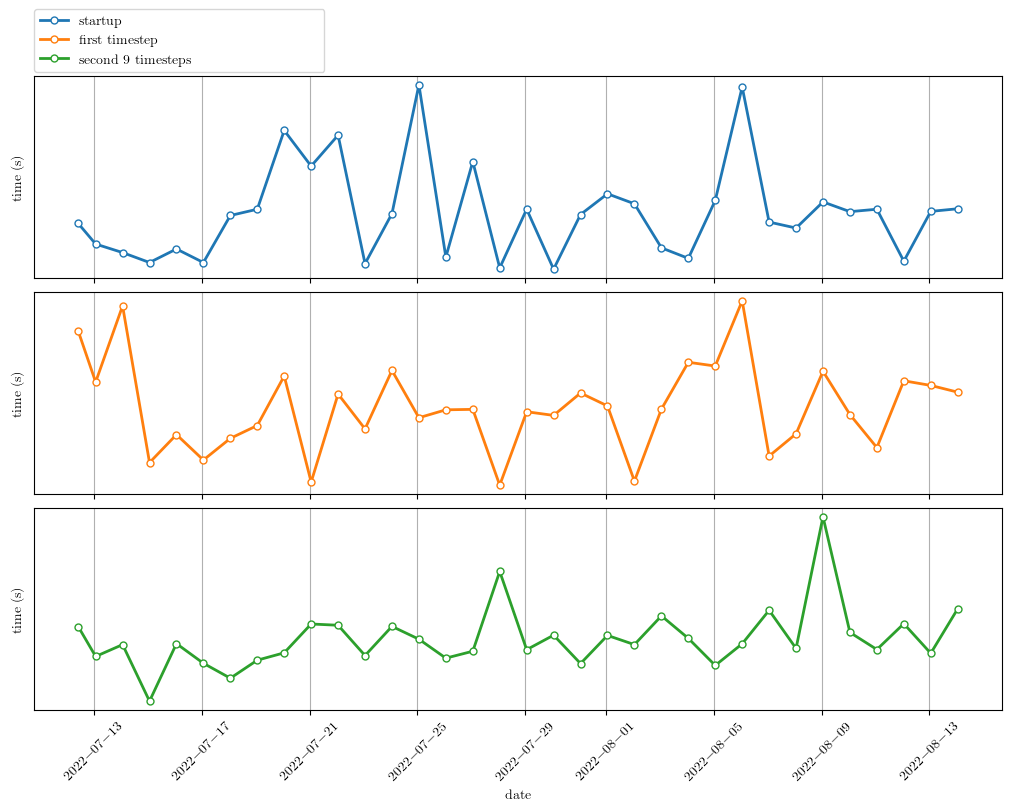 startup
first timestep
second 9 timesteps
time (s)
time (s)
time (s)
2022−07−13
2022−07−17
2022−07−21
2022−07−25
2022−07−29
2022−08−01
2022−08−05
2022−08−09
2022−08−13
date